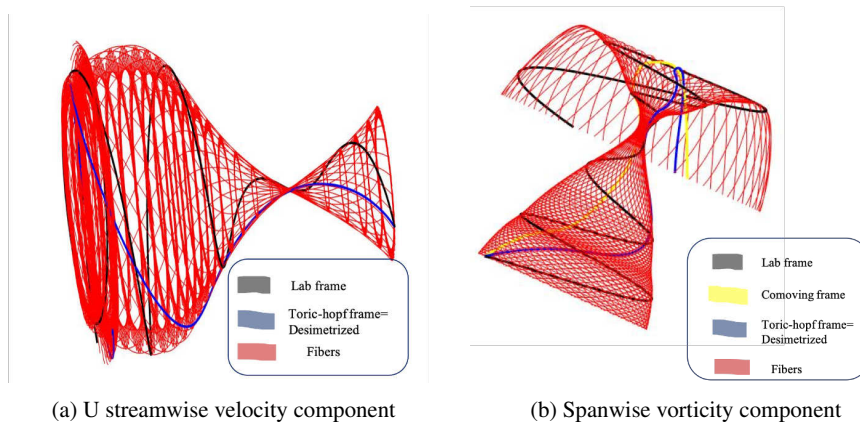 Lab frame
Toric-hopf frame=
Desimetrized
Fibers
(a) U streamwise velocity component
Lab frame
Comoving frame
Toric-hopf frame=
Desimetrized
Fibers
(b) Spanwise vorticity component